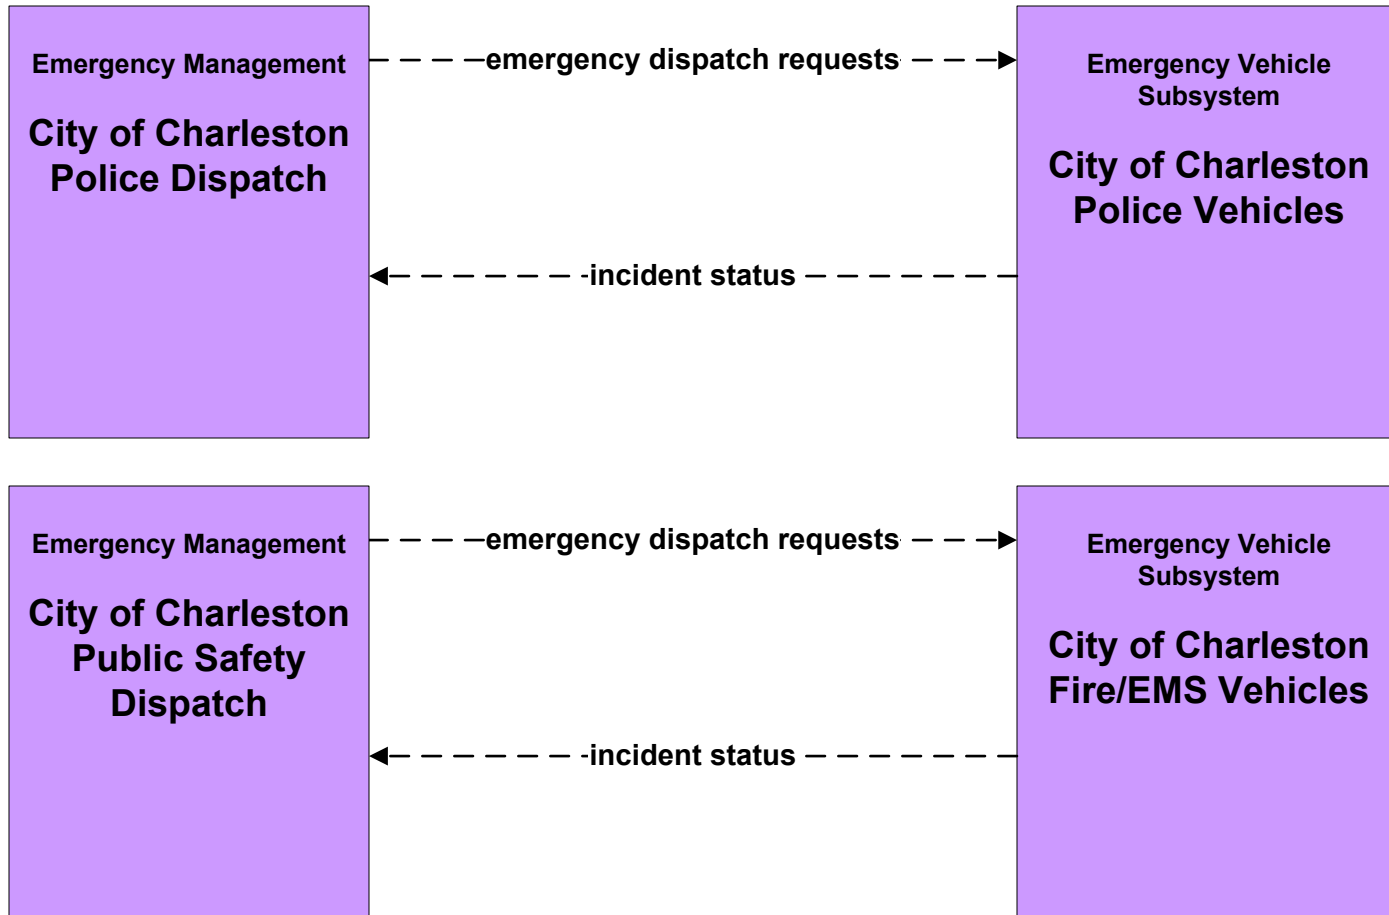 Emergency Management
City of Charleston
Police Dispatch
emergency dispatch requests
incident status
Emergency Vehicle
Subsystem
City of Charleston
Police Vehicles
Emergency Management
City of Charleston
Public Safety
Dispatch
emergency dispatch requests
incident status
Emergency Vehicle
Subsystem
City of Charleston
Fire/EMS Vehicles